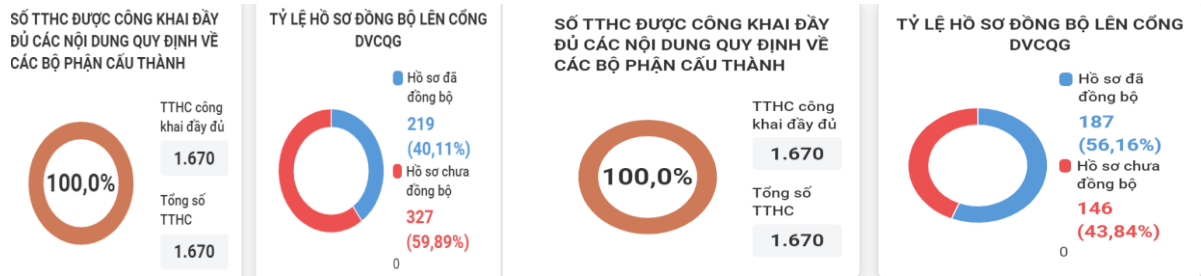 SỐ TTHC ĐƯỢC CÔNG KHAI ĐẦY
ĐỦ CÁC NỘI DUNG QUY ĐỊNH VỀ
CÁC BỘ PHẬN CẤU THÀNH
100,0%
TTHC công
khai đầy đủ
1.670
Tổng số
TTHC
1.670
TỶ LỆ HỒ SƠ ĐỒNG BỘ LÊN CỔNG
DVCQG
Hồ sơ đã
đồng bộ
219
(40,11%)
Hồ sơ chưa
đồng bộ
327
(59,89%)
0
SỐ TTHC ĐƯỢC CÔNG KHAI ĐẦY
ĐỦ CÁC NỘI DUNG QUY ĐỊNH VỀ
CÁC BỘ PHẬN CẤU THÀNH
100,0%
TTHC công
khai đầy đủ
1.670
Tổng số
TTHC
1.670
TỶ LỆ HỒ SƠ ĐỒNG BỘ LÊN CỔNG
DVCQG
Hồ sơ đã
đồng bộ
187
(56,16%)
Hồ sơ chưa
đồng bộ
146
(43,84%)
0